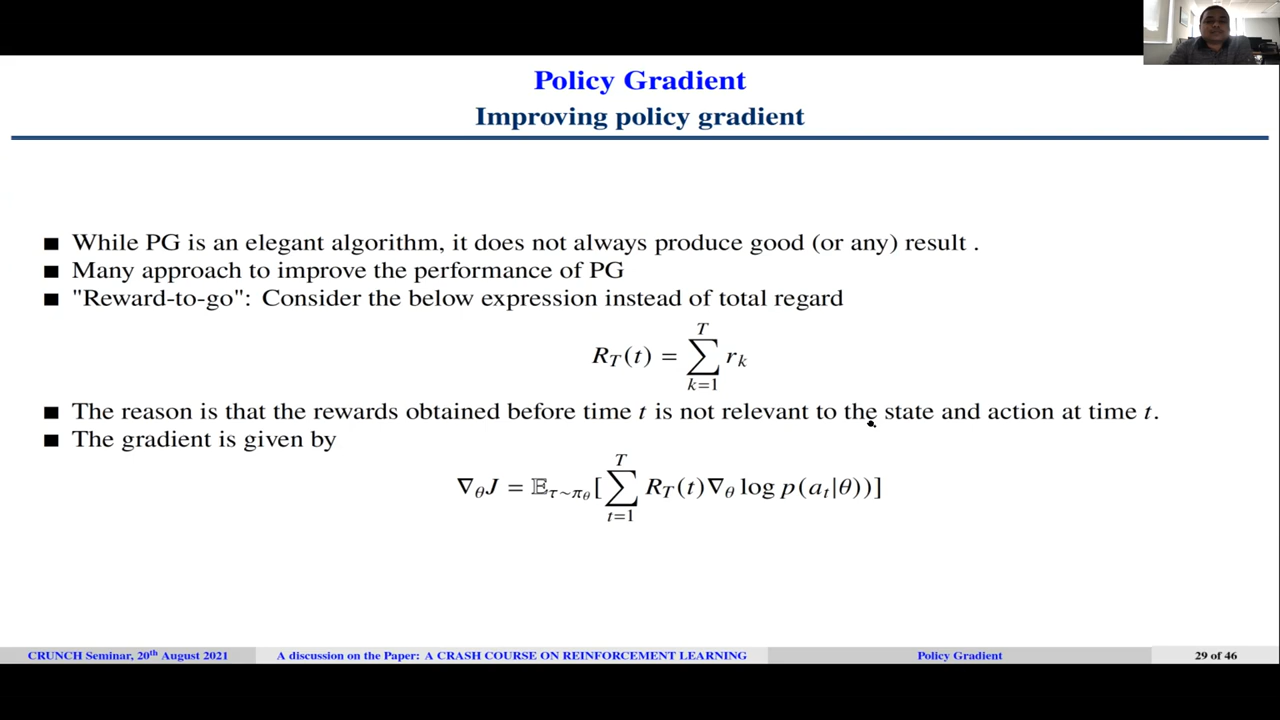 Policy Gradient
Improving policy gradient
■ While PG is an elegant algorithm, it does not always produce good (or any) result .
■ Many approach to improve the performance of PG
■ "Reward-to-go": Consider the below expression instead of total regard
R_T(t) = \sum_{k=1}^{T} r_k
■ The reason is that the rewards obtained before time t is not relevant to the state and action at time t.
■ The gradient is given by
∇_θ J = 𝔼_{τ∼π_θ}[\sum_{t=1}^{T} R_T(t)∇_θ log p(a_t|θ))]
CRUNCH Seminar, 20th August 2021 A discussion on the Paper: A CRASH COURSE ON REINFORCEMENT LEARNING Policy Gradient 29 of 46